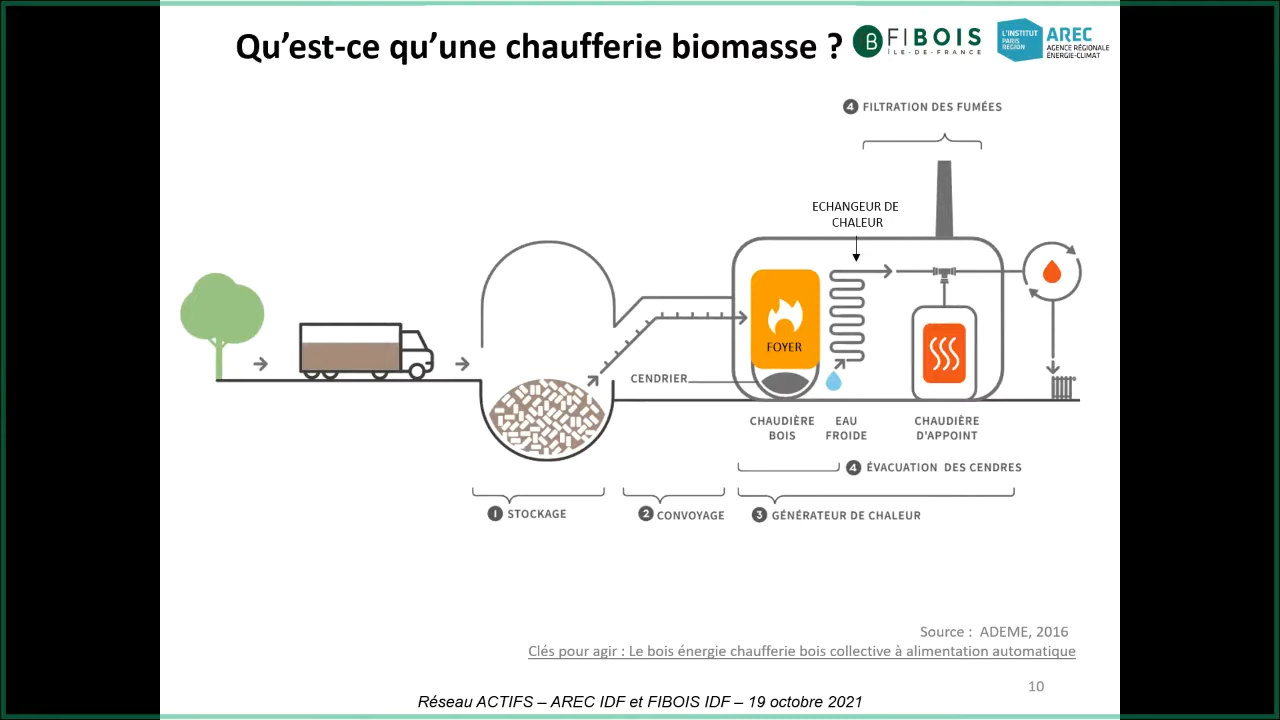 Qu’est-ce qu’une chaufferie biomasse ?
B FIBOIS
ÎLE-DE-FRANCE
L'INSTITUT
PARIS
REGION
AREC
AGENCE RÉGIONALE
ÉNERGIE-CLIMAT
4 FILTRATION DES FUMÉES
ECHANGEUR DE
CHALEUR
FOYER
CENDRIER
CHAUDIÈRE
BOIS
EAU
FROIDE
CHAUDIÈRE
D'APPOINT
4 ÉVACUATION DES CENDRES
1 STOCKAGE
2 CONVOYAGE
3 GÉNÉRATEUR DE CHALEUR
Source : ADEME, 2016
Clés pour agir : Le bois énergie chaufferie bois collective à alimentation automatique
10
Réseau ACTIFS – AREC IDF et FIBOIS IDF – 19 octobre 2021